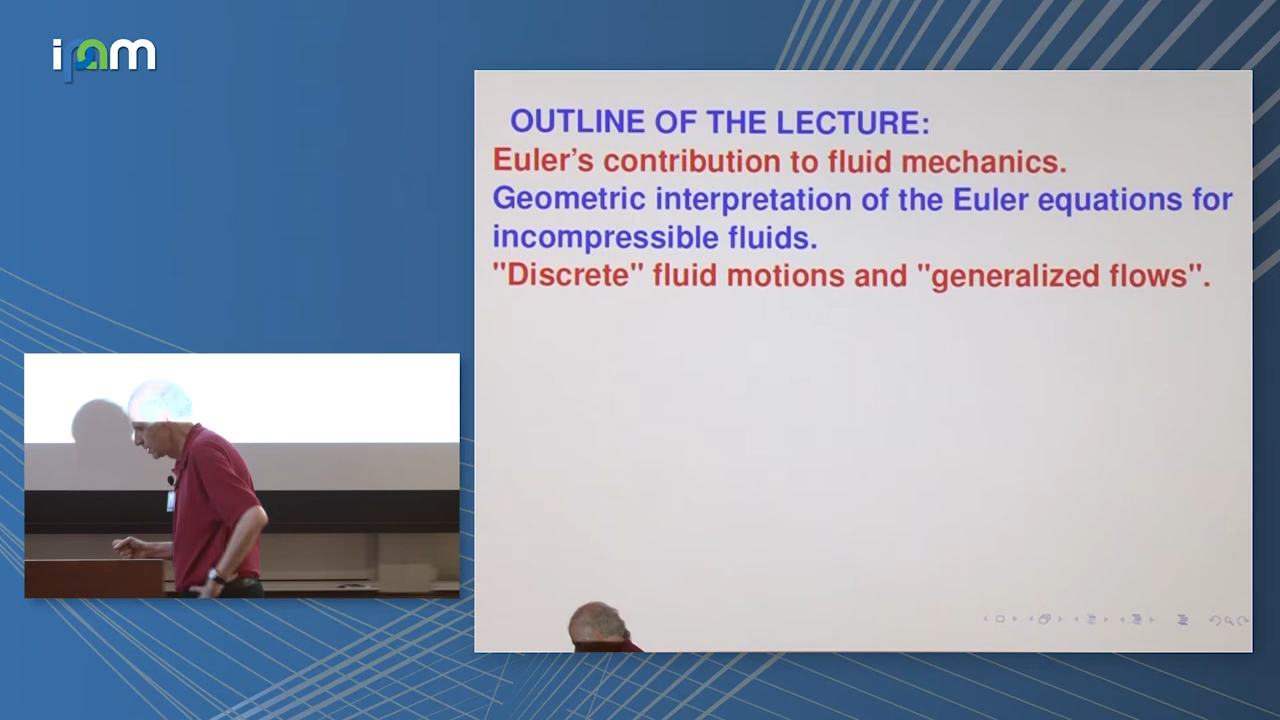 ipam
OUTLINE OF THE LECTURE:
Euler's contribution to fluid mechanics.
Geometric interpretation of the Euler equations for
incompressible fluids.
"Discrete" fluid motions and "generalized flows".